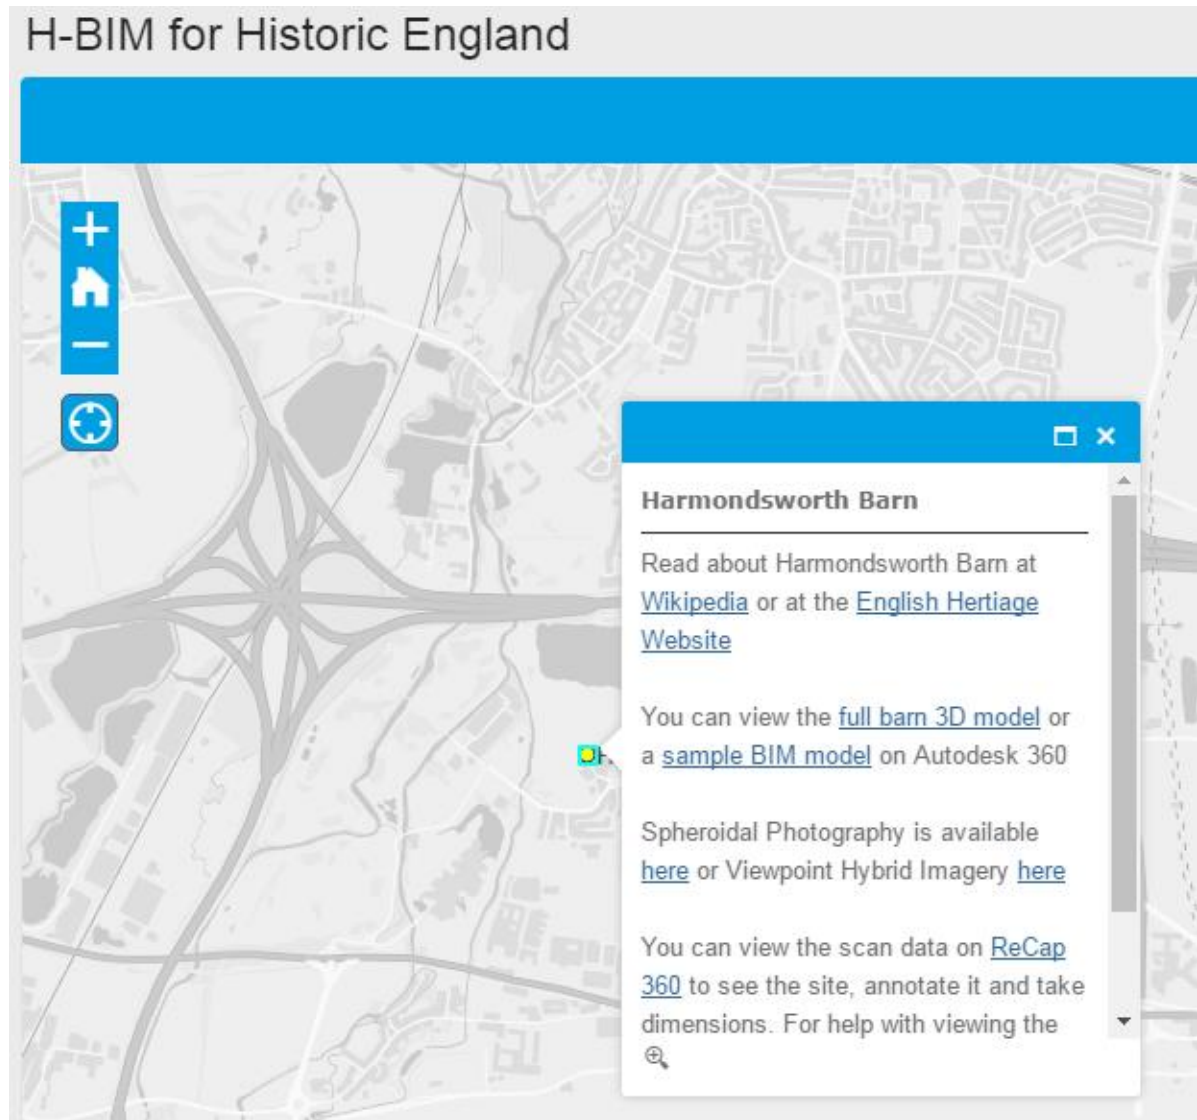 H-BIM for Historic England
Harmondsworth Barn
Read about Harmondsworth Barn at
Wikipedia or at the English Hertiage
Website
You can view the full barn 3D model or
a sample BIM model on Autodesk 360
Spheroidal Photography is available
here or Viewpoint Hybrid Imagery here
You can view the scan data on ReCap
360 to see the site, annotate it and take
dimensions. For help with viewing the